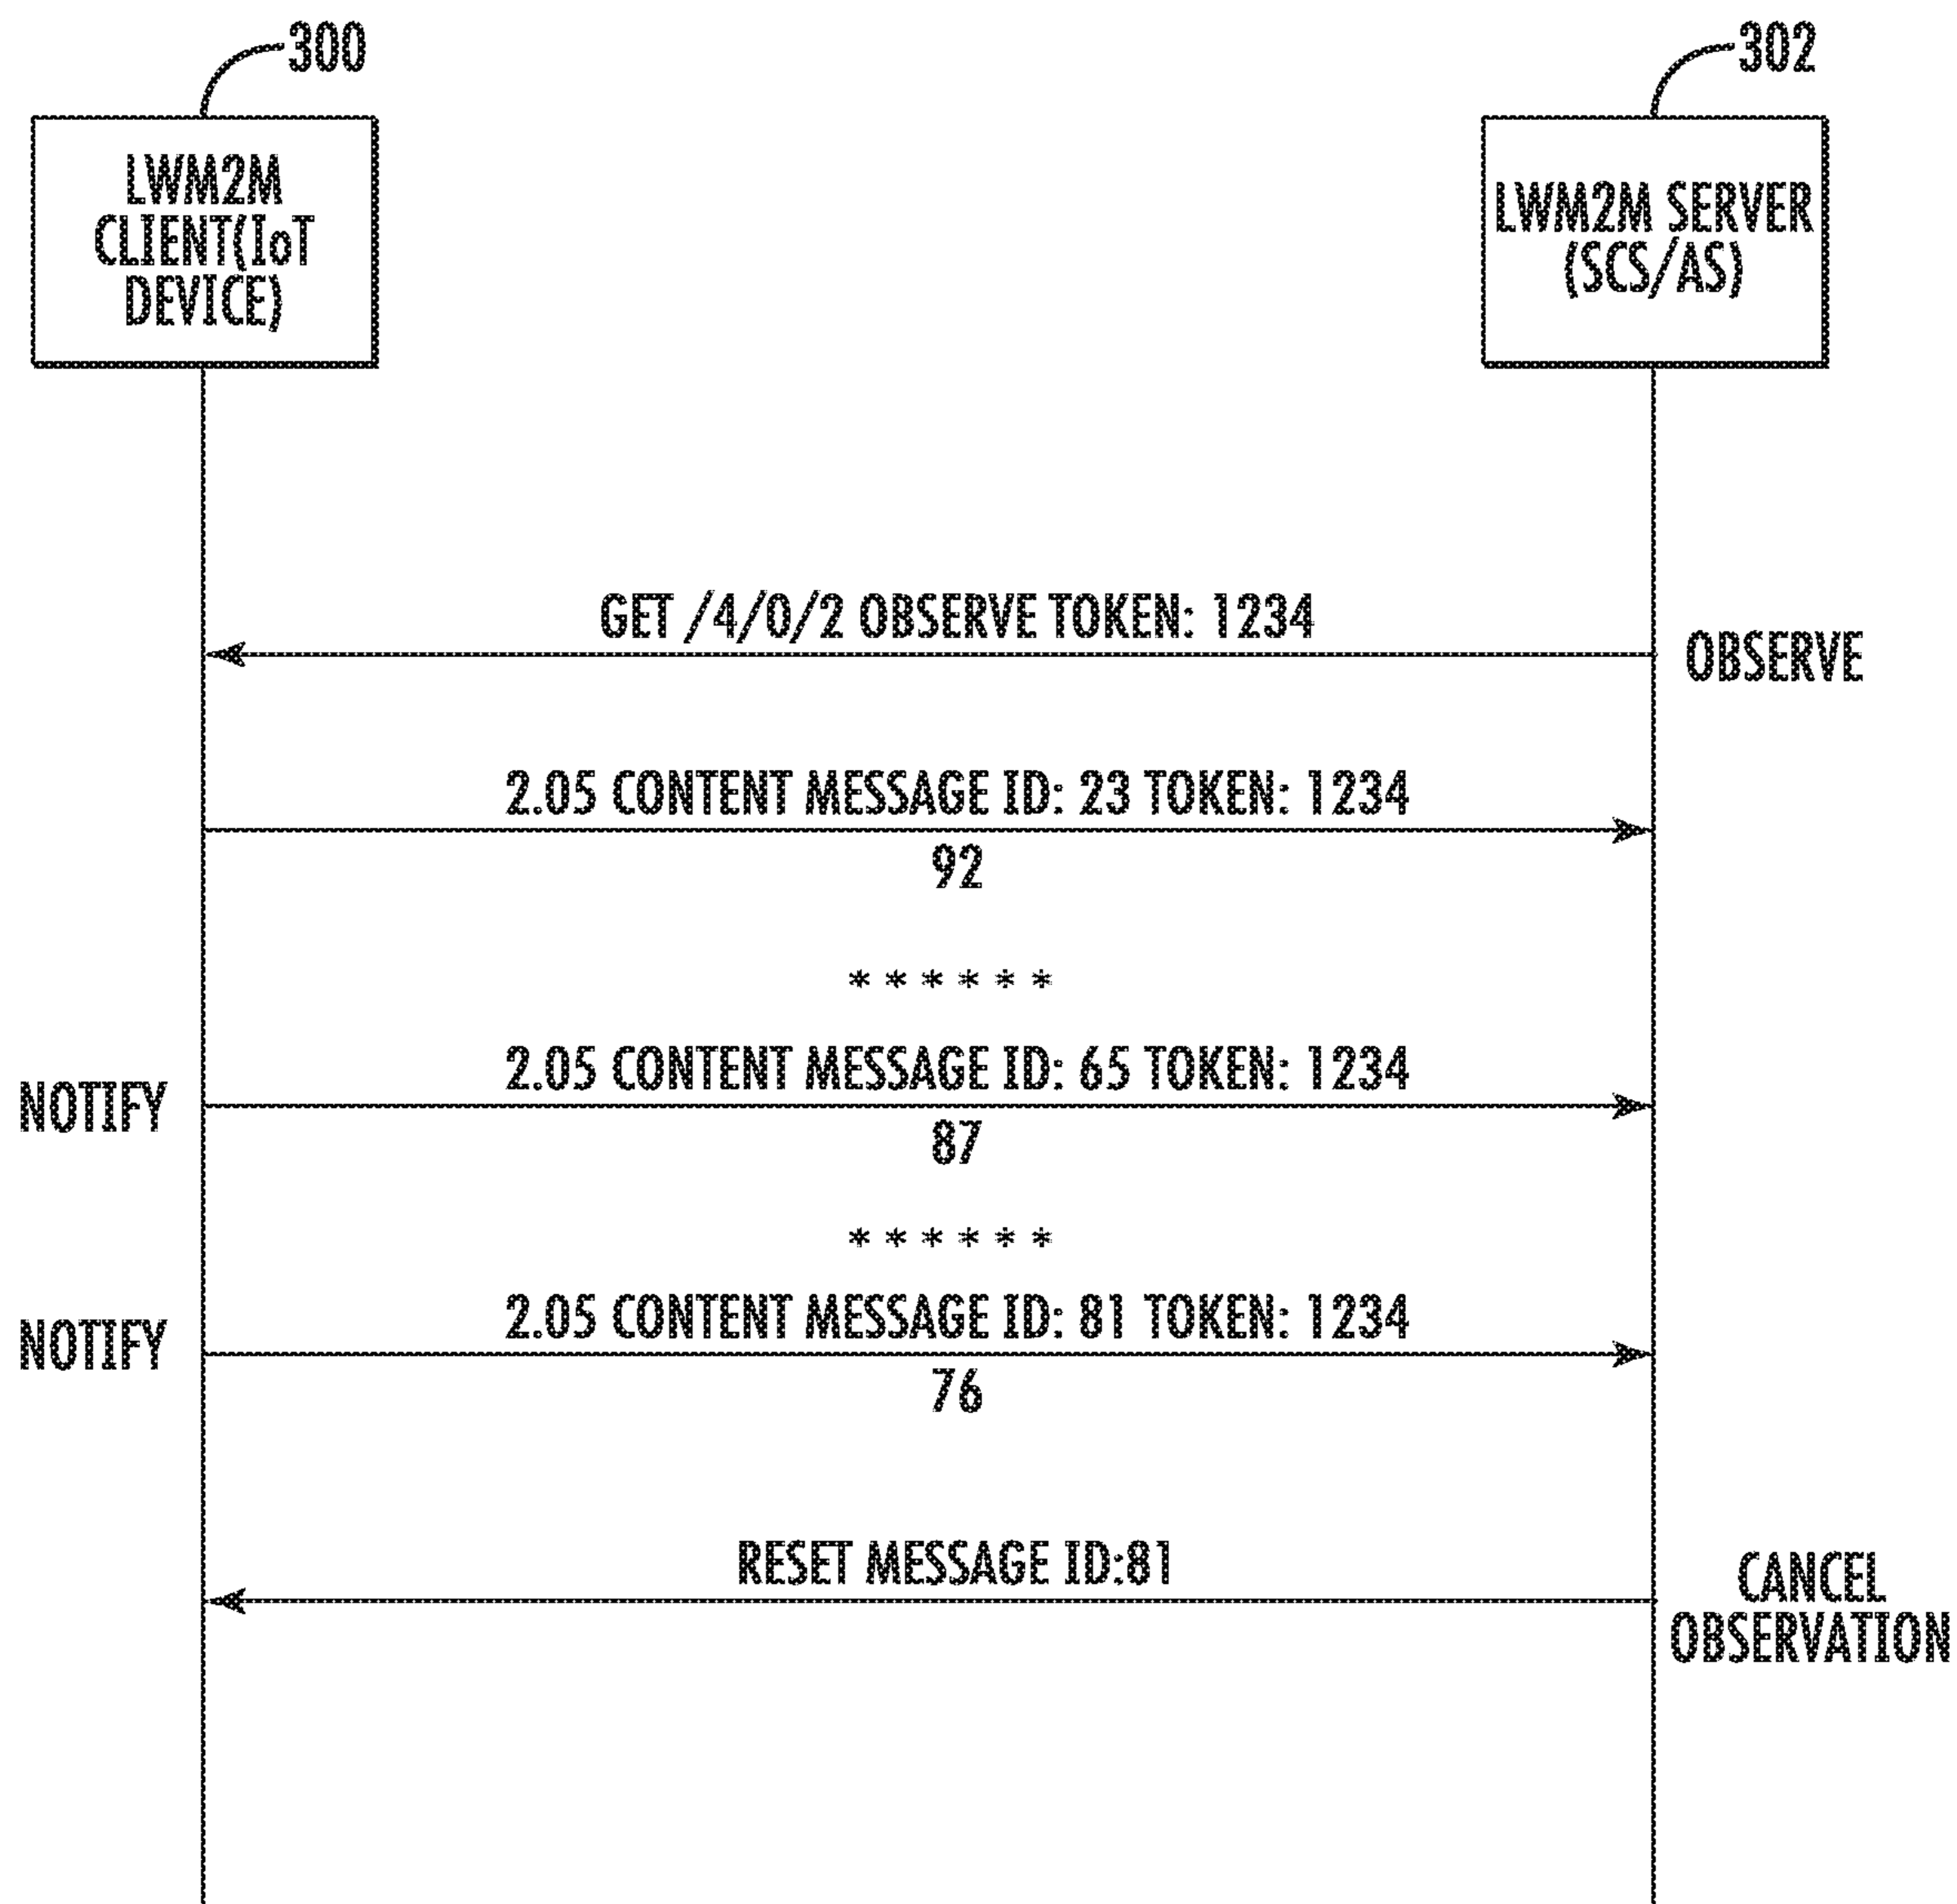 300
302
LWM2M
CLIENT(IoT
DEVICE)
LWM2M SERVER
(SCS/AS)
GET /4/0/2 OBSERVE TOKEN: 1234
OBSERVE
2.05 CONTENT MESSAGE ID: 23 TOKEN: 1234
92
* * * * * *
2.05 CONTENT MESSAGE ID: 65 TOKEN: 1234
NOTIFY
87
* * * * * *
2.05 CONTENT MESSAGE ID: 81 TOKEN: 1234
NOTIFY
76
RESET MESSAGE ID:81
CANCEL
OBSERVATION